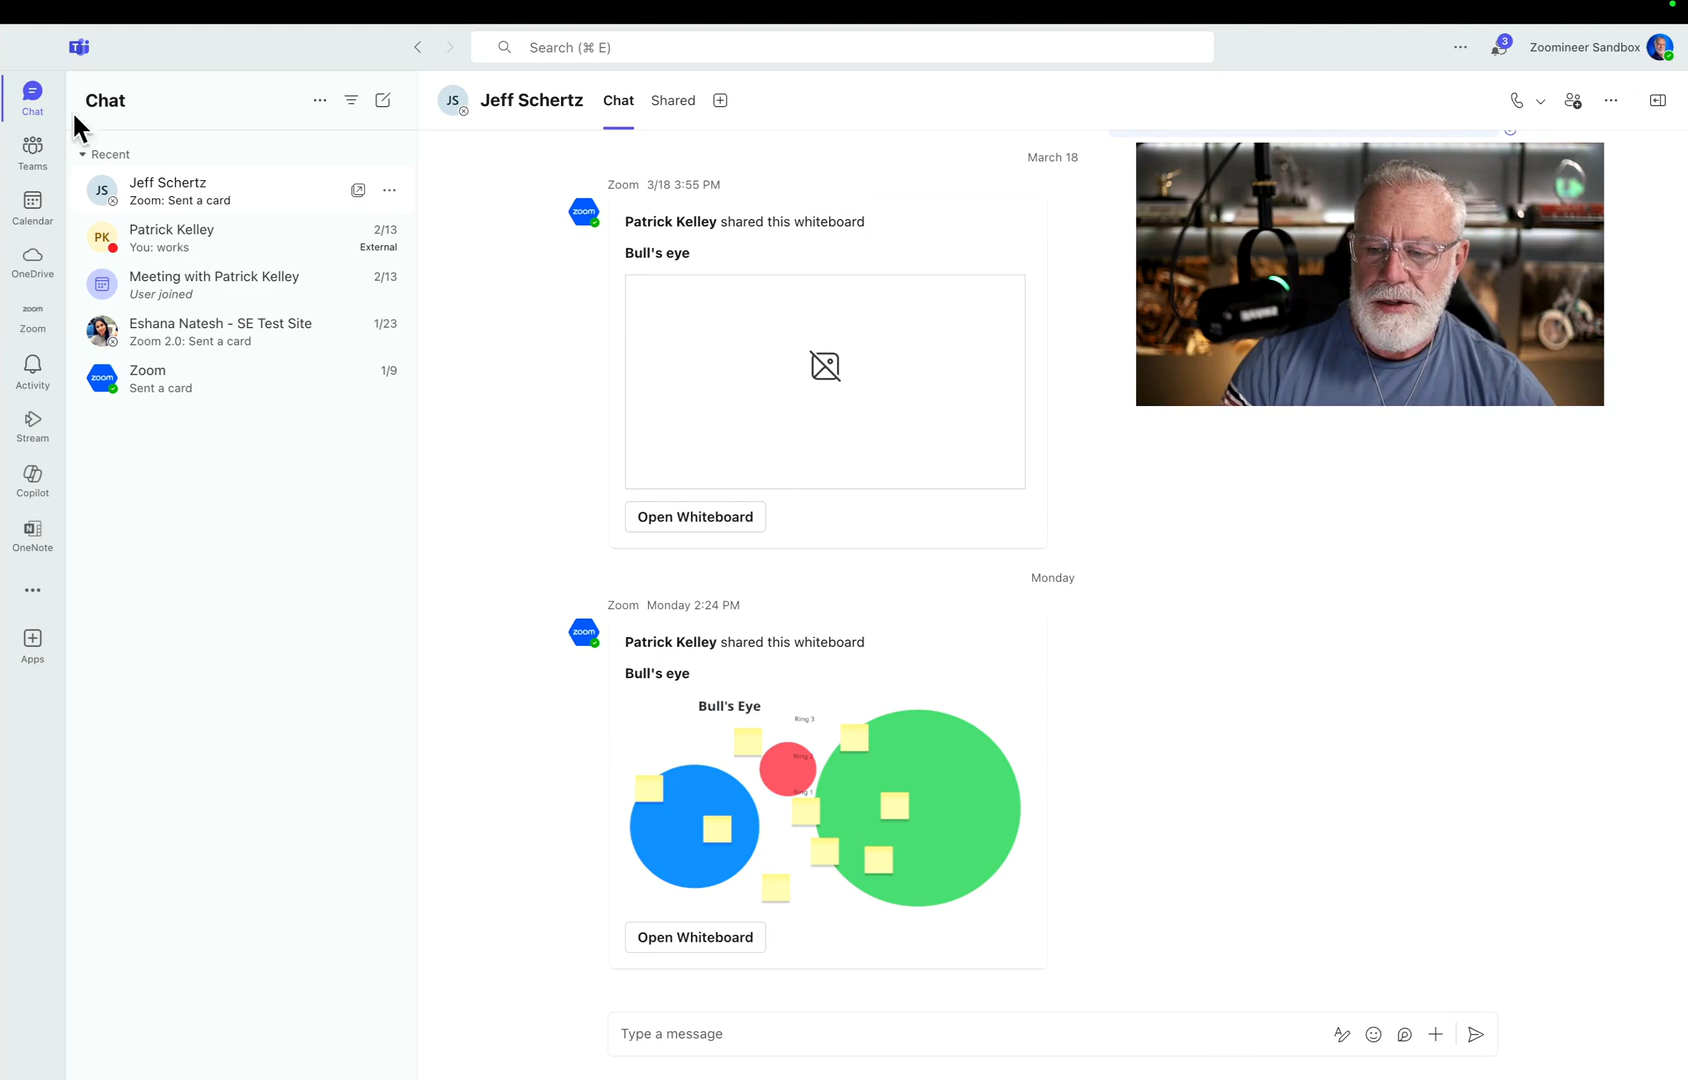 Search (⌘ E)
3
Zoomineer Sandbox
Chat
Teams
Calendar
OneDrive
zoom
Zoom
Activity
Stream
Copilot
OneNote
Apps
Chat
Recent
JS
Jeff Schertz
Zoom: Sent a card
PK
Patrick Kelley
2/13
You: works
External
Meeting with Patrick Kelley
2/13
User joined
Eshana Natesh - SE Test Site
1/23
Zoom 2.0: Sent a card
zoom
Zoom
1/9
Sent a card
JS
Jeff Schertz
Chat
Shared
March 18
Zoom 3/18 3:55 PM
zoom
Patrick Kelley shared this whiteboard
Bull's eye
Open Whiteboard
Monday
Zoom Monday 2:24 PM
zoom
Patrick Kelley shared this whiteboard
Bull's eye
Bull's Eye
Ring 3
Ring 2
Ring 1
Open Whiteboard
Type a message